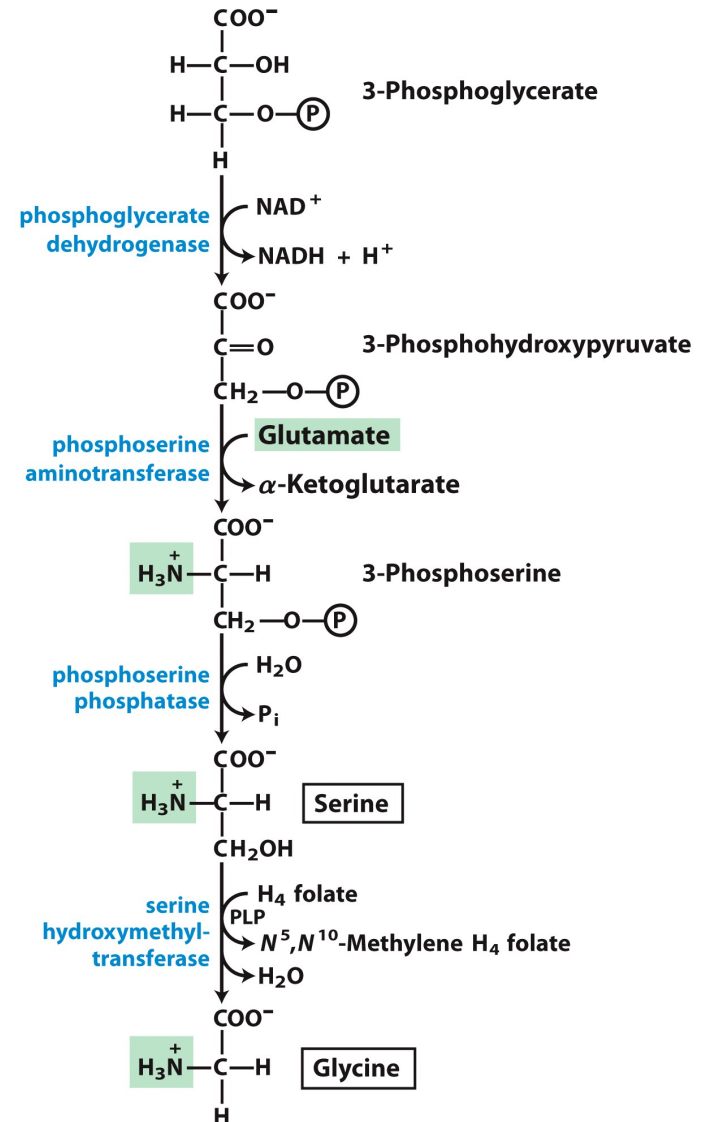 COO⁻
H—C—OH
3-Phosphoglycerate
H—C—O—P
H
phosphoglycerate
dehydrogenase
NAD⁺
NADH + H⁺
COO⁻
C=O
3-Phosphohydroxypyruvate
CH₂—O—P
phosphoserine
aminotransferase
Glutamate
α-Ketoglutarate
COO⁻
H₃N⁺—C—H
3-Phosphoserine
CH₂—O—P
phosphoserine
phosphatase
H₂O
Pᵢ
COO⁻
H₃N⁺—C—H
Serine
CH₂OH
serine
hydroxymethyl-
transferase
H₄ folate
PLP
N⁵,N¹⁰-Methylene H₄ folate
H₂O
COO⁻
H₃N⁺—C—H
Glycine
H